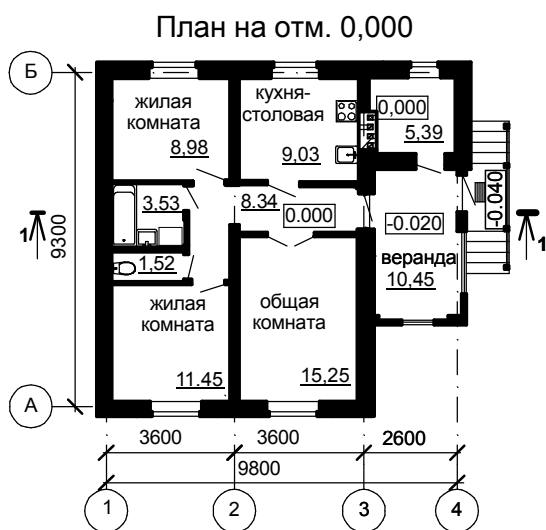 План на отм. 0,000
Б
жилая
комната
8,98
кухня-
столовая
9,03
0,000
5,39
3,53
8.34
0.000
-0.020
-0.040
1
1
9300
1,52
веранда
10,45
жилая
комната
11.45
общая
комната
15,25
А
3600
3600
2600
9800
1
2
3
4